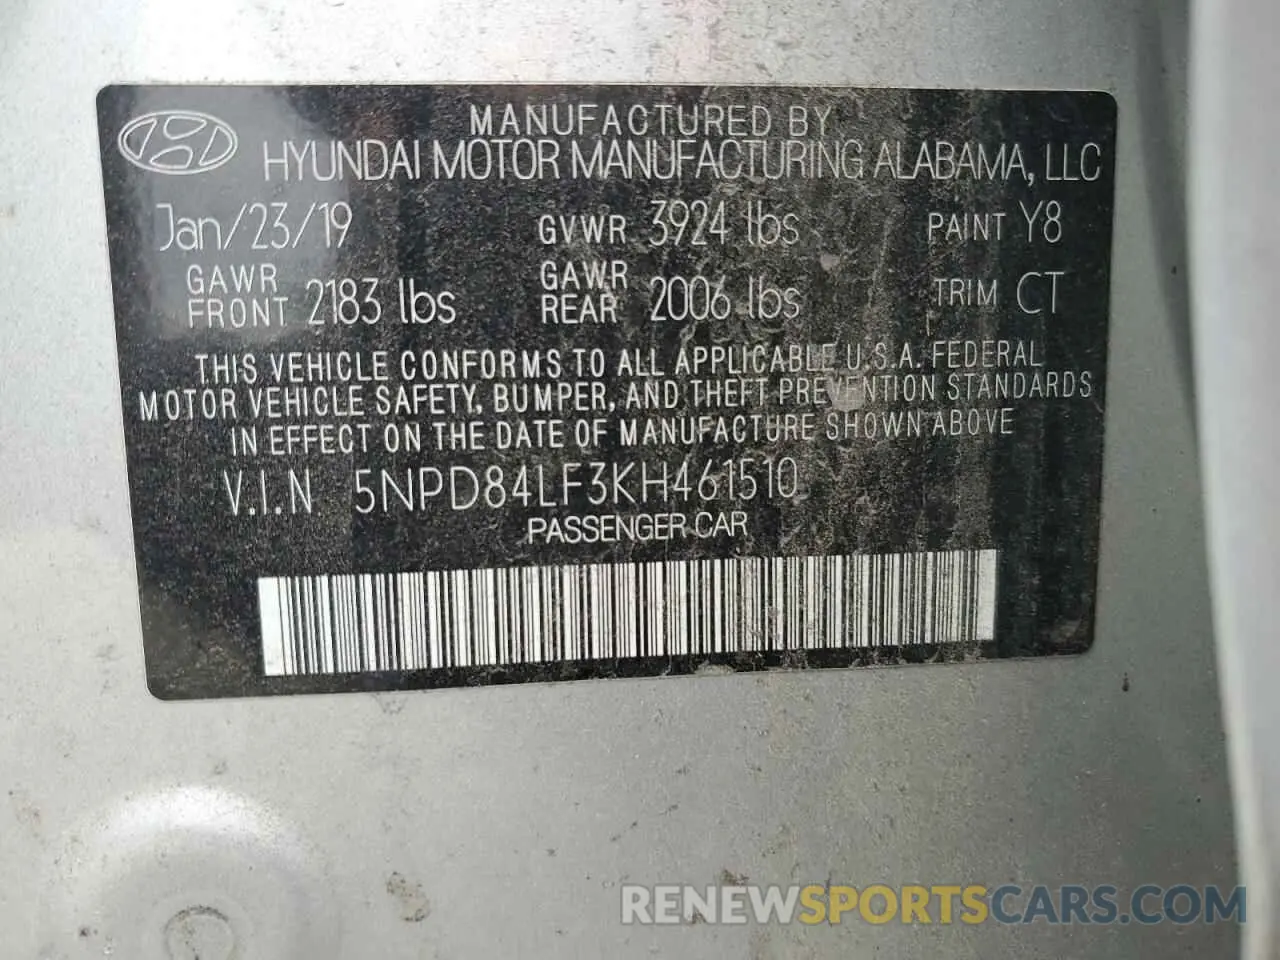 MANUFACTURED BY
HYUNDAI MOTOR MANUFACTURING ALABAMA, LLC
Jan/23/19 GVWR 3924 lbs PAINT Y8
GAWR FRONT 2183 lbs GAWR REAR 2006 lbs TRIM CT
THIS VEHICLE CONFORMS TO ALL APPLICABLE U.S.A. FEDERAL
MOTOR VEHICLE SAFETY, BUMPER, AND THEFT PREVENTION STANDARDS
IN EFFECT ON THE DATE OF MANUFACTURE SHOWN ABOVE
V.I.N 5NPD84LF3KH461510
PASSENGER CAR
RENEWSPORTSCARS.COM